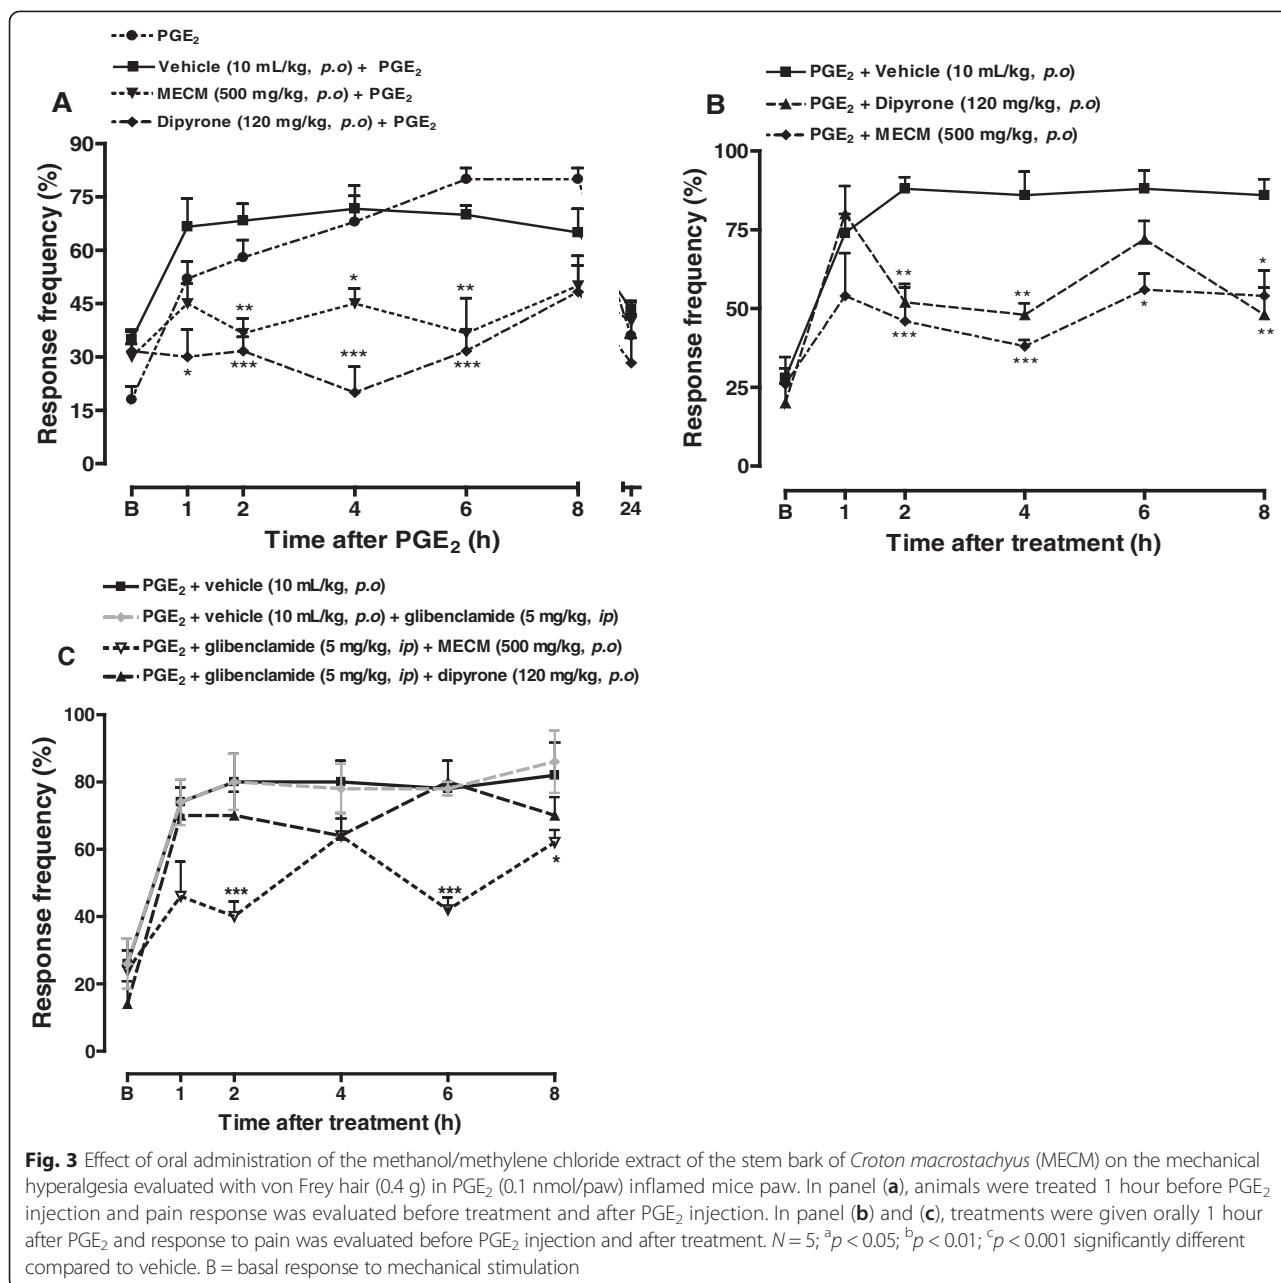 PGE2
Vehicle (10 mL/kg, p.o) + PGE2
MECM (500 mg/kg, p.o) + PGE2
Dipyrone (120 mg/kg, p.o) + PGE2
A
90
75
60
45
30
15
0
Response frequency (%)
* ** * ** *** *** ***
B 1 2 4 6 8 24
Time after PGE2 (h)
PGE2 + Vehicle (10 mL/kg, p.o)
PGE2 + Dipyrone (120 mg/kg, p.o)
PGE2 + MECM (500 mg/kg, p.o)
B
100
75
50
25
0
Response frequency (%)
** ** * *** *** * **
B 1 2 4 6 8
Time after treatment (h)
PGE2 + vehicle (10 mL/kg, p.o)
PGE2 + vehicle (10 mL/kg, p.o) + glibenclamide (5 mg/kg, ip)
PGE2 + glibenclamide (5 mg/kg, ip) + MECM (500 mg/kg, p.o)
PGE2 + glibenclamide (5 mg/kg, ip) + dipyrone (120 mg/kg, p.o)
C
100
80
60
40
20
0
Response frequency (%)
*** *** *
B 1 2 4 6 8
Time after treatment (h)
Fig. 3 Effect of oral administration of the methanol/methylene chloride extract of the stem bark of Croton macrostachyus (MECM) on the mechanical
hyperalgesia evaluated with von Frey hair (0.4 g) in PGE2 (0.1 nmol/paw) inflamed mice paw. In panel (a), animals were treated 1 hour before PGE2
injection and pain response was evaluated before treatment and after PGE2 injection. In panel (b) and (c), treatments were given orally 1 hour
after PGE2 and response to pain was evaluated before PGE2 injection and after treatment. N = 5; ap < 0.05; bp < 0.01; cp < 0.001 significantly different
compared to vehicle. B = basal response to mechanical stimulation